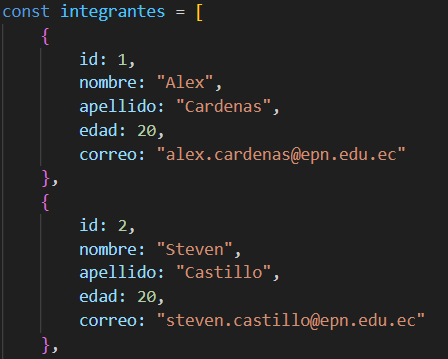 const integrantes = [
{
id: 1,
nombre: "Alex",
apellido: "Cardenas",
edad: 20,
correo: "alex.cardenas@epn.edu.ec"
},
{
id: 2,
nombre: "Steven",
apellido: "Castillo",
edad: 20,
correo: "steven.castillo@epn.edu.ec"
},